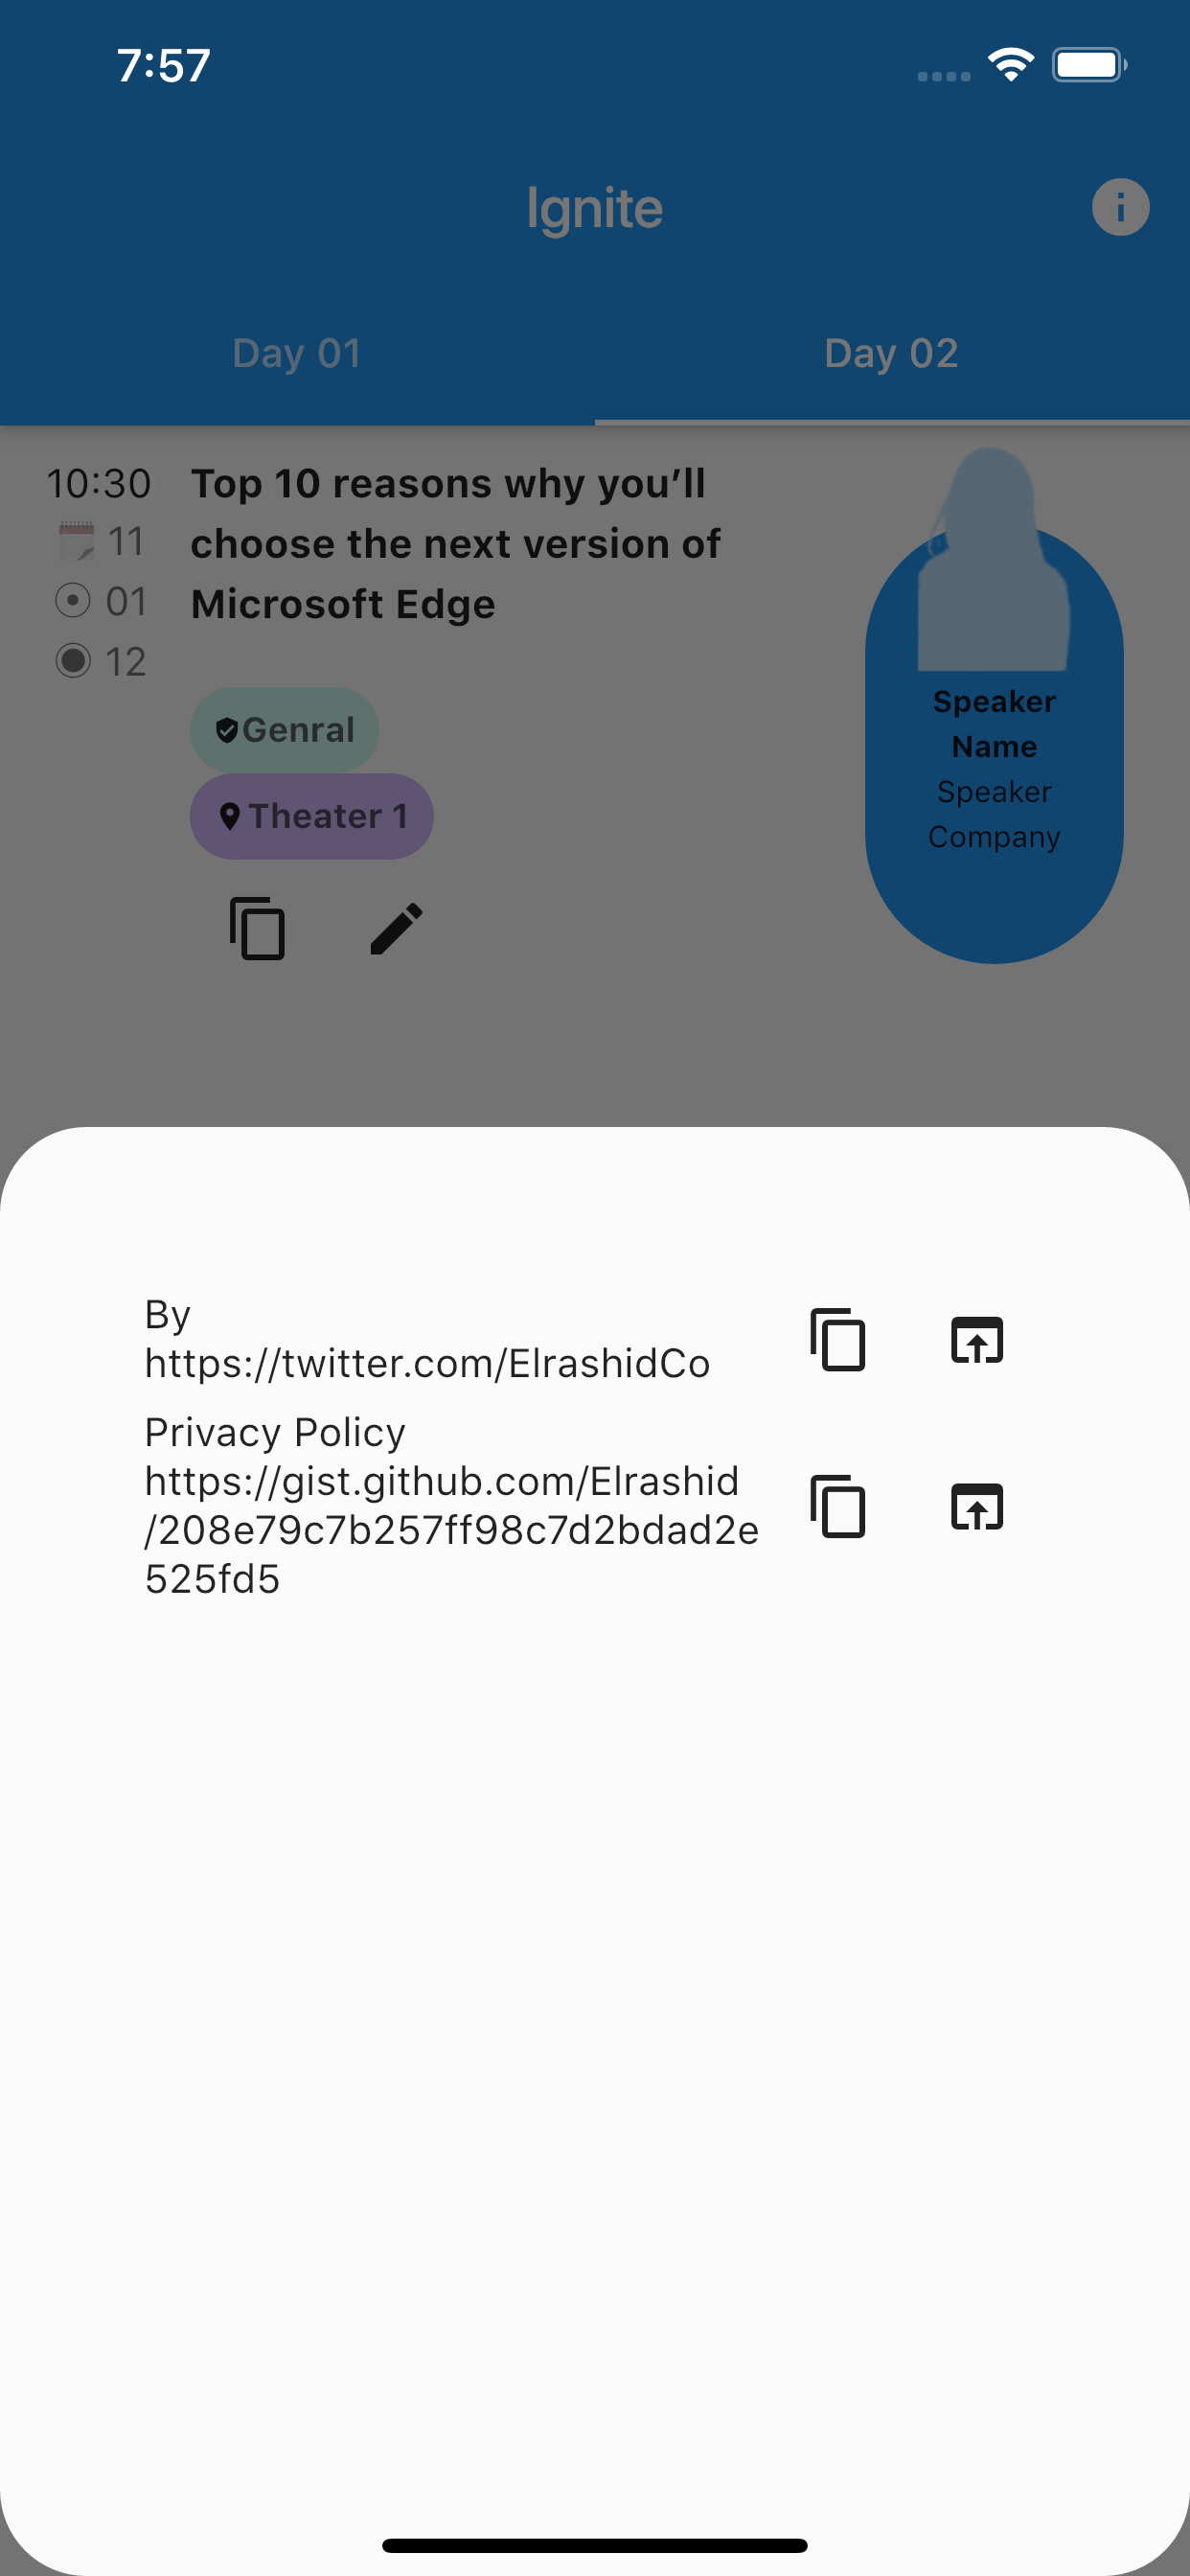 7:57
Ignite
Day 01
Day 02
10:30
11
01
12
Top 10 reasons why you’ll
choose the next version of
Microsoft Edge
Genral
Theater 1
Speaker
Name
Speaker
Company
By
https://twitter.com/ElrashidCo
Privacy Policy
https://gist.github.com/Elrashid
/208e79c7b257ff98c7d2bdad2e
525fd5